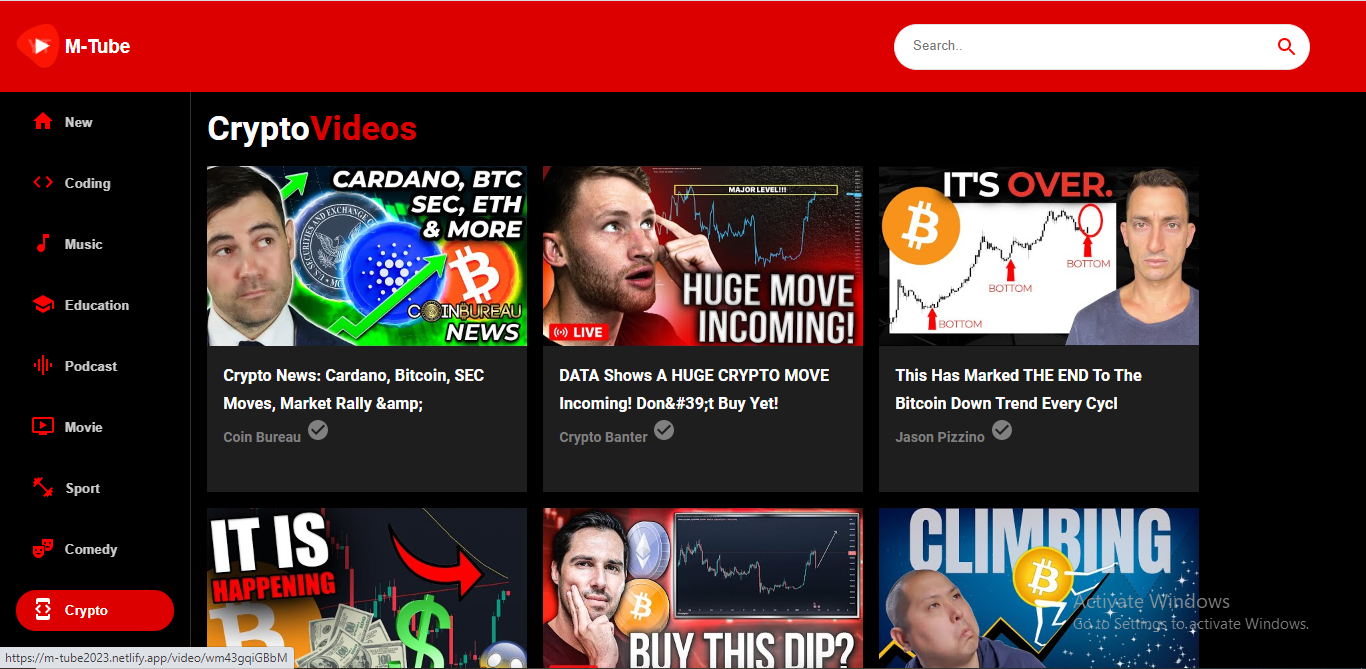 M-Tube
Search..
New
Coding
Music
Education
Podcast
Movie
Sport
Comedy
Crypto
CryptoVideos
CARDANO, BTC
SEC, ETH
& MORE
COINBUREAU
NEWS
Crypto News: Cardano, Bitcoin, SEC
Moves, Market Rally &amp;
Coin Bureau
MAJOR LEVEL!!!
HUGE MOVE
INCOMING!
LIVE
DATA Shows A HUGE CRYPTO MOVE
Incoming! Don&#39;t Buy Yet!
Crypto Banter
IT'S OVER.
BOTTOM
BOTTOM
BOTTOM
This Has Marked THE END To The
Bitcoin Down Trend Every Cycl
Jason Pizzino
IT IS
HAPPENING
BUY THIS DIP?
CLIMBING
Activate Windows
Go to Settings to activate Windows.
https://m-tube2023.netlify.app/video/wm43gqiGBbM